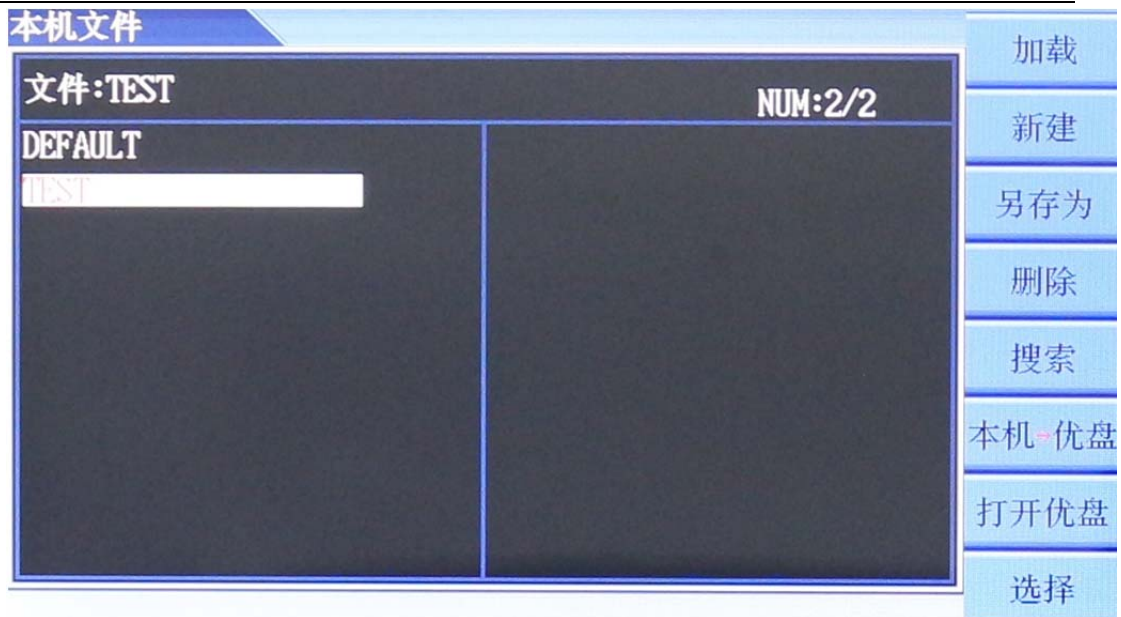 本机文件
文件:TEST
NUM:2/2
DEFAULT
TEST
加载
新建
另存为
删除
搜索
本机→优盘
打开优盘
选择